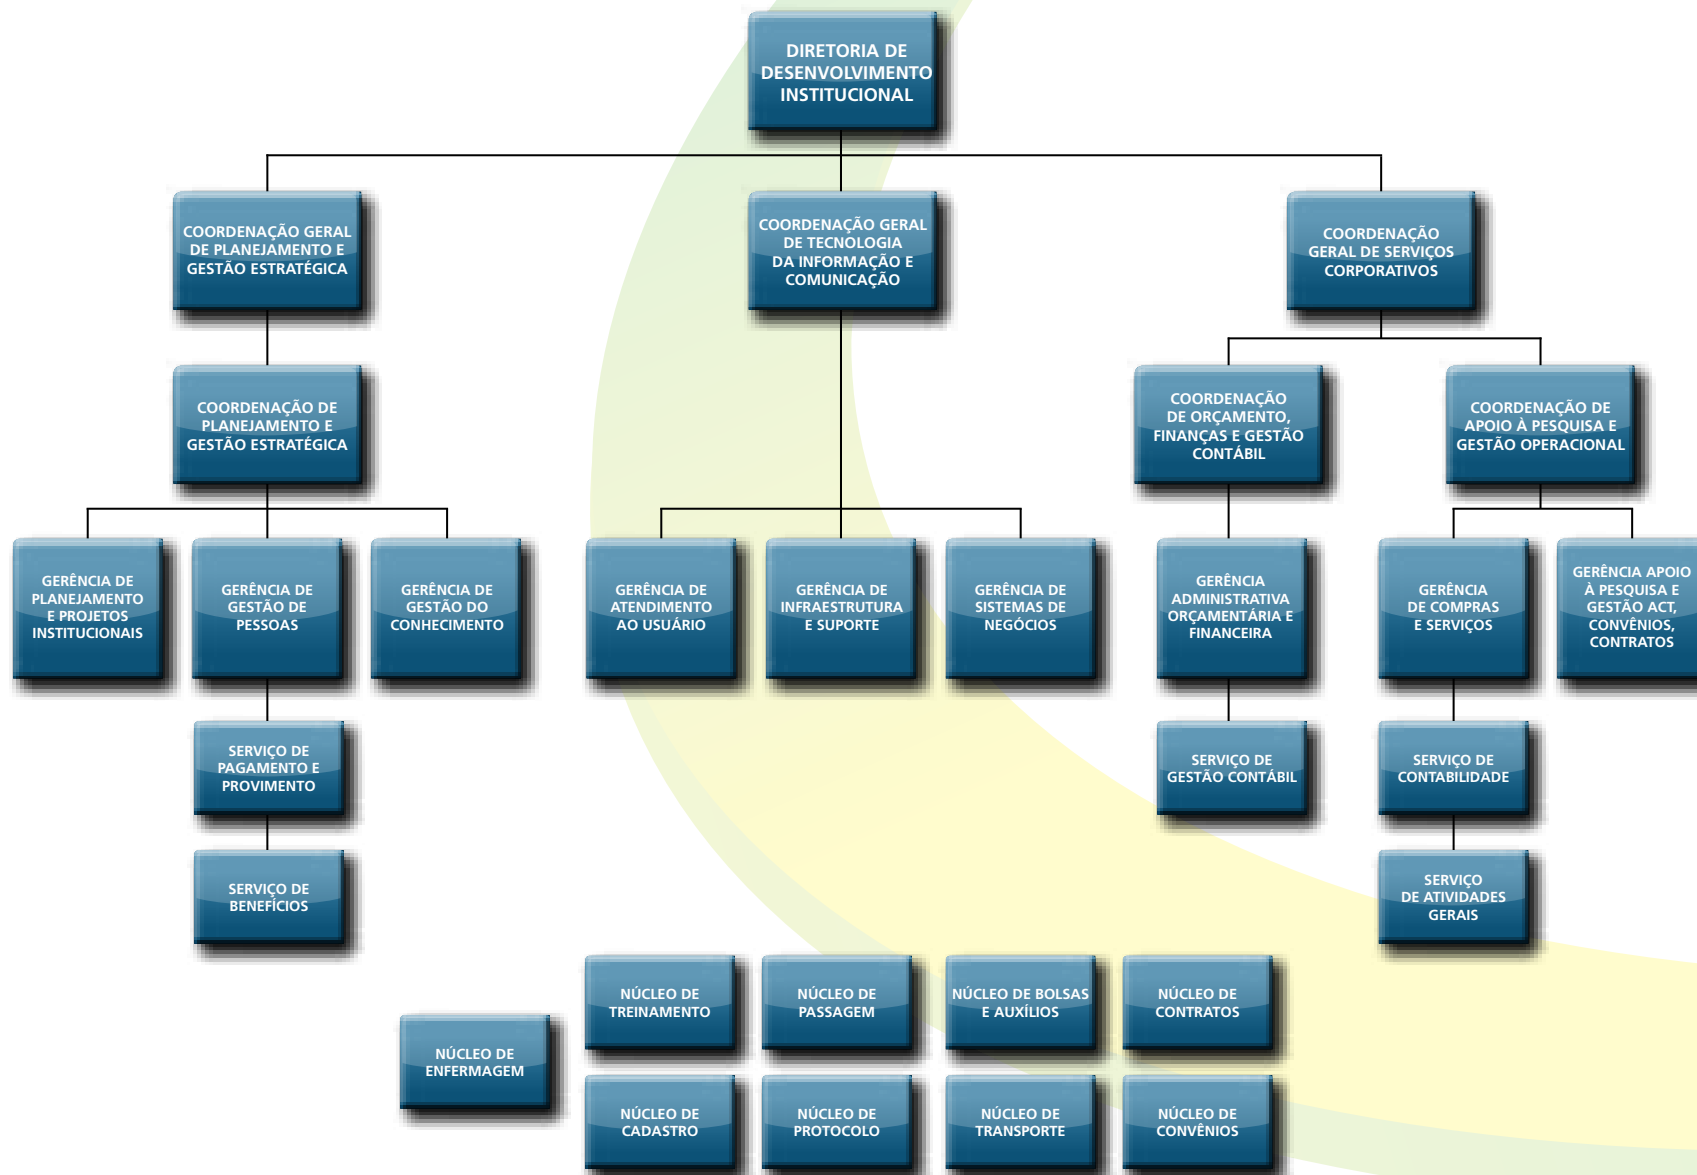 DIRETORIA DE
DESENVOLVIMENTO
INSTITUCIONAL
COORDENAÇÃO GERAL
DE PLANEJAMENTO E
GESTÃO ESTRATÉGICA
COORDENAÇÃO GERAL
DE TECNOLOGIA
DA INFORMAÇÃO E
COMUNICAÇÃO
COORDENAÇÃO
GERAL DE SERVIÇOS
CORPORATIVOS
COORDENAÇÃO DE
PLANEJAMENTO E
GESTÃO ESTRATÉGICA
COORDENAÇÃO
DE ORÇAMENTO,
FINANÇAS E GESTÃO
CONTÁBIL
COORDENAÇÃO DE
APOIO À PESQUISA E
GESTÃO OPERACIONAL
GERÊNCIA DE
PLANEJAMENTO
E PROJETOS
INSTITUCIONAIS
GERÊNCIA DE
GESTÃO DE
PESSOAS
GERÊNCIA DE
GESTÃO DO
CONHECIMENTO
GERÊNCIA DE
ATENDIMENTO
AO USUÁRIO
GERÊNCIA DE
INFRAESTRUTURA
E SUPORTE
GERÊNCIA DE
SISTEMAS DE
NEGÓCIOS
GERÊNCIA
ADMINISTRATIVA
ORÇAMENTÁRIA E
FINANCEIRA
GERÊNCIA
DE COMPRAS
E SERVIÇOS
GERÊNCIA APOIO
À PESQUISA E
GESTÃO ACT,
CONVÊNIOS,
CONTRATOS
SERVIÇO DE
PAGAMENTO E
PROVIMENTO
SERVIÇO DE
GESTÃO CONTÁBIL
SERVIÇO DE
CONTABILIDADE
SERVIÇO DE
BENEFÍCIOS
SERVIÇO
DE ATIVIDADES
GERAIS
NÚCLEO DE
ENFERMAGEM
NÚCLEO DE
TREINAMENTO
NÚCLEO DE
PASSAGEM
NÚCLEO DE BOLSAS
E AUXÍLIOS
NÚCLEO DE
CONTRATOS
NÚCLEO DE
CADASTRO
NÚCLEO DE
PROTOCOLO
NÚCLEO DE
TRANSPORTE
NÚCLEO DE
CONVÊNIOS